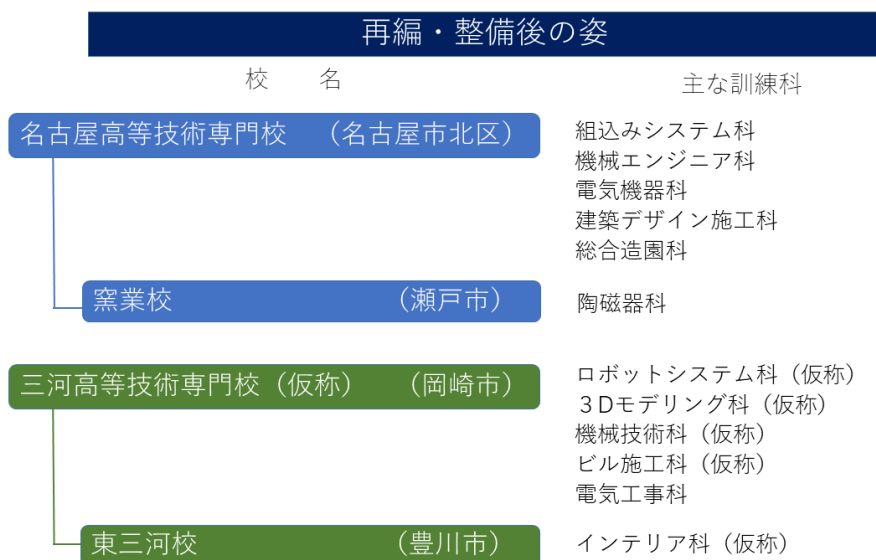 再編・整備後の姿
校　名　主な訓練科
名古屋高等技術専門校　（名古屋市北区）　組込みシステム科
機械エンジニア科
電気機器科
建築デザイン施工科
総合造園科
窯業校　（瀬戸市）　陶磁器科
三河高等技術専門校（仮称）　（岡崎市）　ロボットシステム科（仮称）
３Dモデリング科（仮称）
機械技術科（仮称）
ビル施工科（仮称）
電気工事科
東三河校　（豊川市）　インテリア科（仮称）